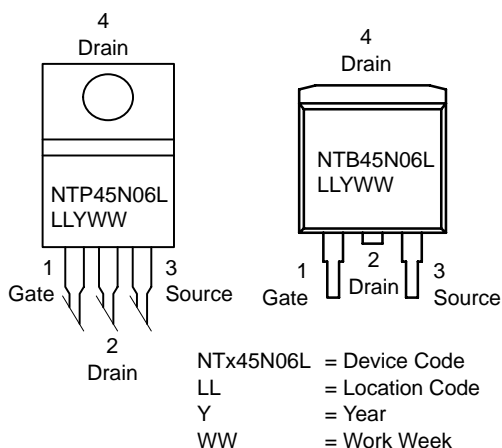 4
Drain
NTP45N06L
LLYWW
1
Gate
3
Source
2
Drain
4
Drain
NTB45N06L
LLYWW
1
Gate
2
Drain
3
Source
NTx45N06L = Device Code
LL = Location Code
Y = Year
WW = Work Week